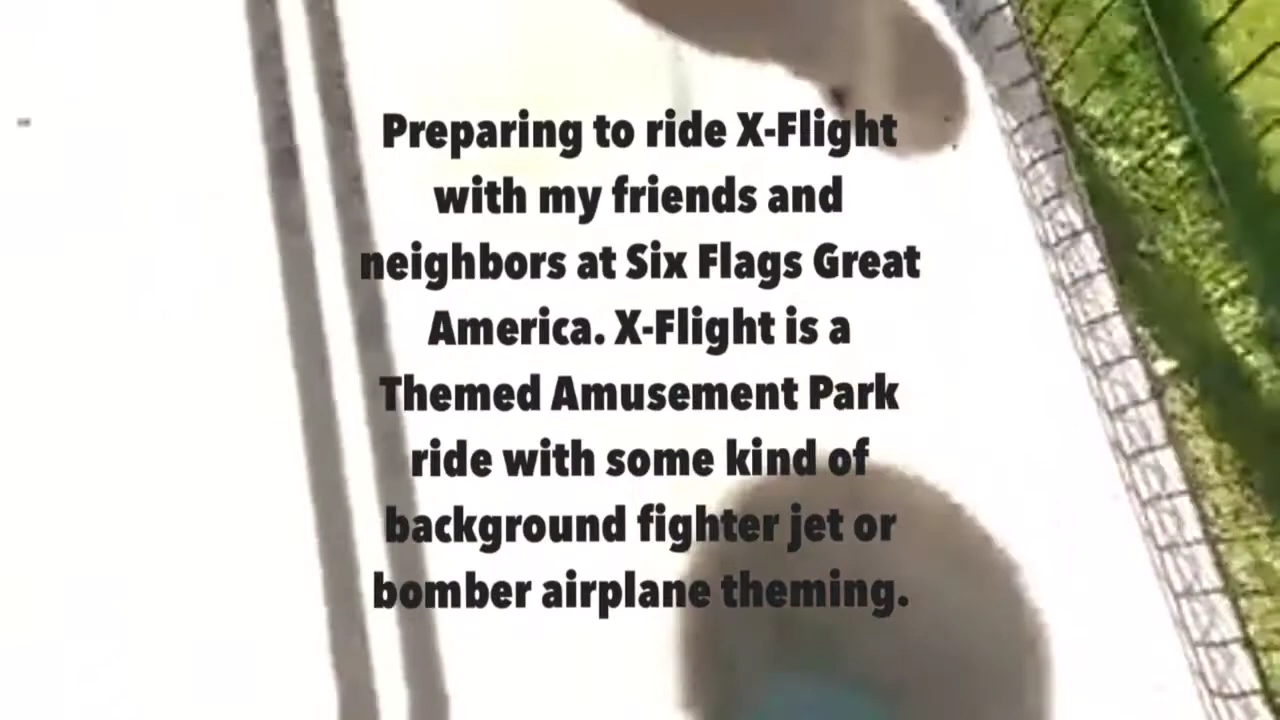 Preparing to ride X-Flight
with my friends and
neighbors at Six Flags Great
America. X-Flight is a
Themed Amusement Park
ride with some kind of
background fighter jet or
bomber airplane theming.